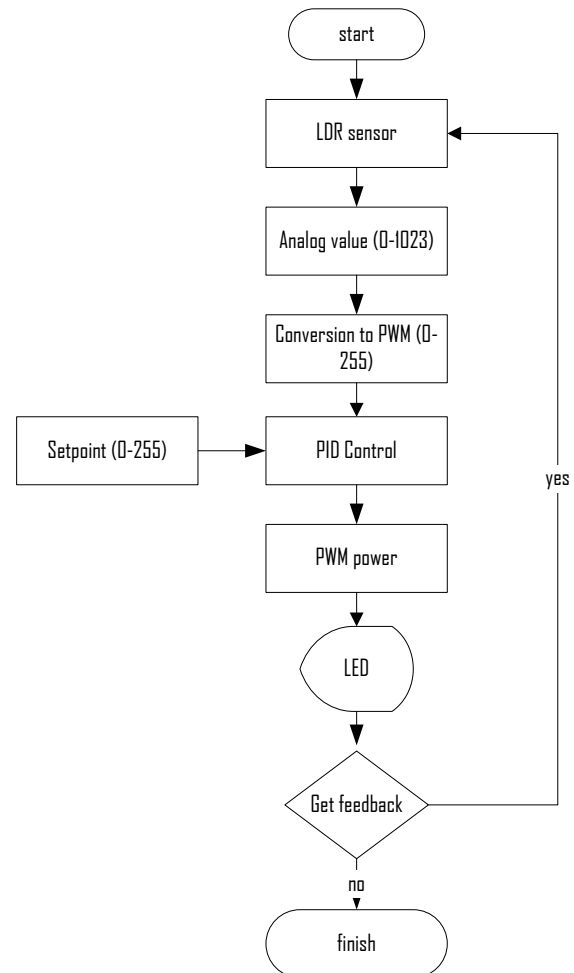 start
LDR sensor
Analog value (0-1023)
Conversion to PWM (0-
255)
Setpoint (0-255)
PID Control
yes
PWM power
LED
Get feedback
no
finish